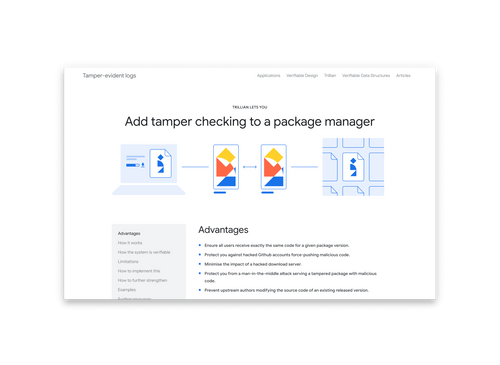 Tamper-evident logs
Applications Verifiable Design Trillian Verifiable Data Structures Articles
TRILLIAN LETS YOU
Add tamper checking to a package manager
Advantages
How it works
How the system is verifiable
Limitations
How to implement this
How to further strengthen
Examples
Advantages
Ensure all users receive exactly the same code for a given package version.
Protect you against hacked Github accounts force-pushing malicious code.
Minimise the impact of a hacked download server.
Protect you from a man-in-the-middle attack serving a tampered package with malicious
code.
Prevent upstream authors modifying the source code of an existing released version.